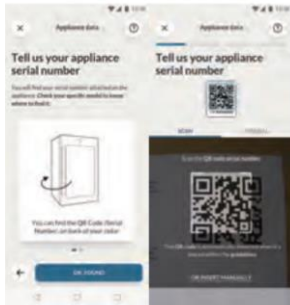 Appliance data
Tell us your appliance
serial number
You will find your serial number attached on the
appliance. Check your specific model to know
where to find it.
You can find the QR Code (Serial
Number) on back of your
OK, FOUND
Appliance data
Tell us your appliance
serial number
SCAN
MANUAL
Scan the QR code serial number
OR INSERT MANUALLY